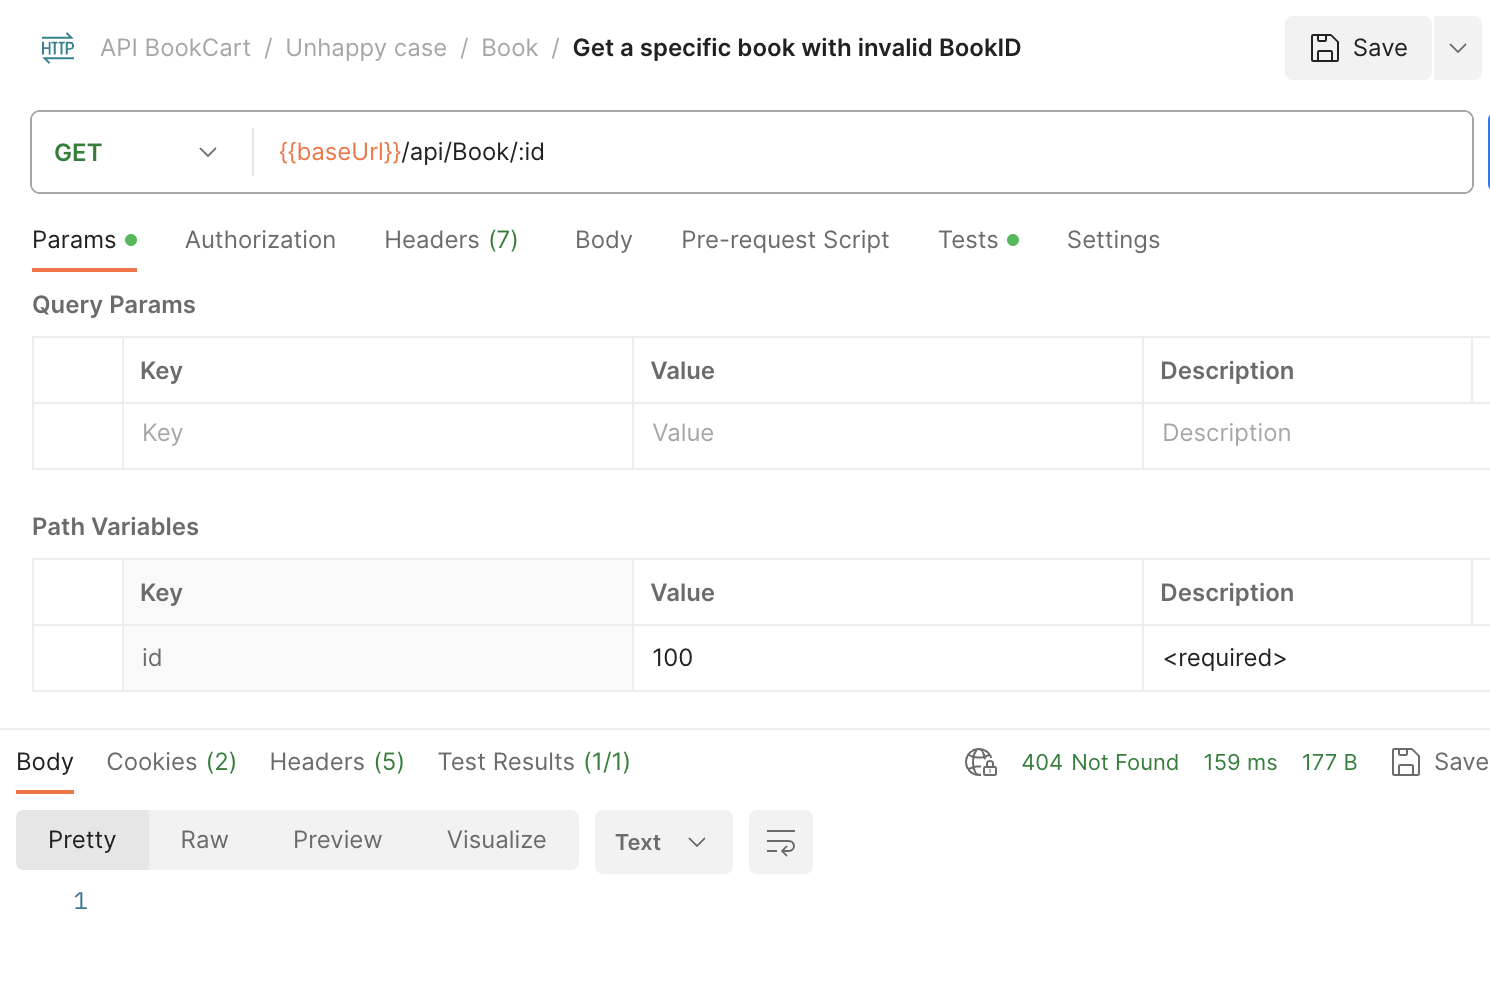 HTTP API BookCart / Unhappy case / Book / Get a specific book with invalid BookID Save
GET {{baseUrl}}/api/Book/:id
Params Authorization Headers (7) Body Pre-request Script Tests Settings
Query Params
Key Value Description
Key Value Description
Path Variables
Key Value Description
id 100 <required>
Body Cookies (2) Headers (5) Test Results (1/1) 404 Not Found 159 ms 177 B Save
Pretty Raw Preview Visualize Text
1